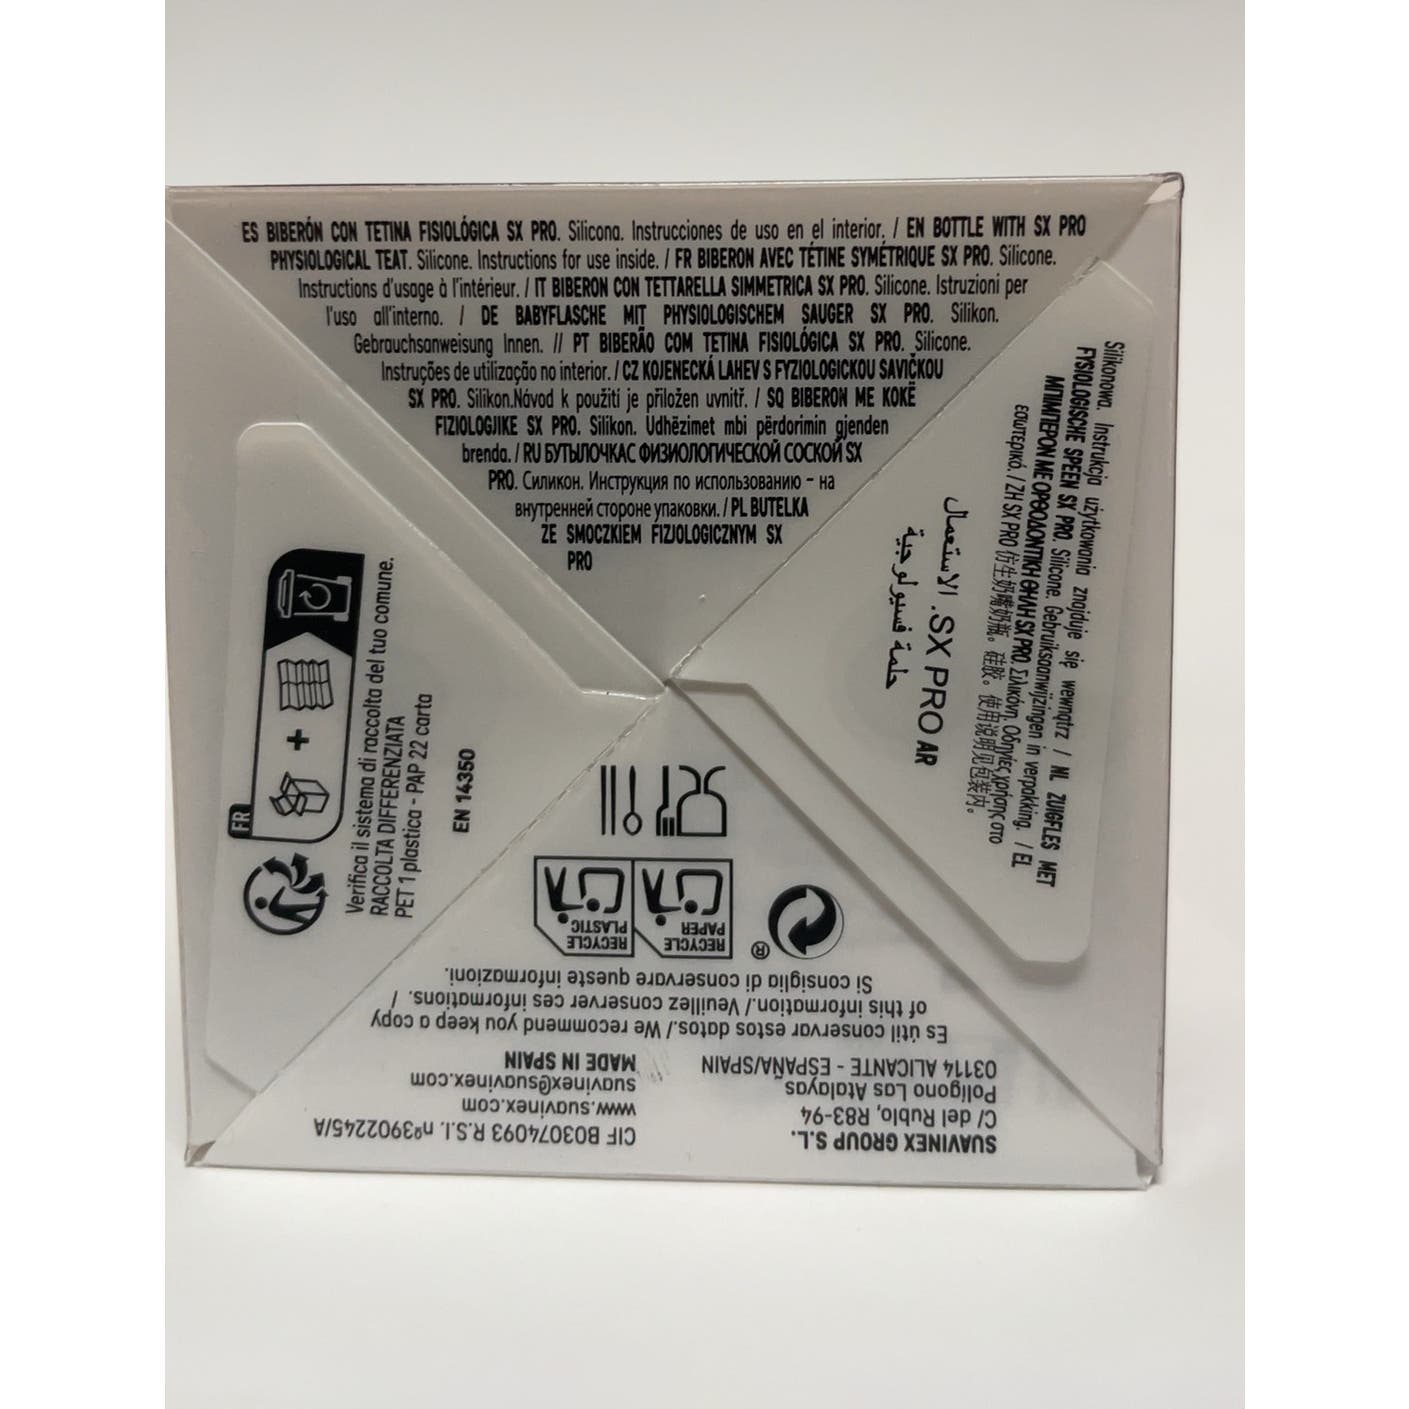 ES BIBERÓN CON TETINA FISIOLÓGICA SX PRO. Silicona. Instrucciones de uso en el interior. / EN BOTTLE WITH SX PRO
PHYSIOLOGICAL TEAT. Silicone. Instructions for use inside. / FR BIBERON AVEC TÉTINE SYMÉTRIQUE SX PRO. Silicone.
Instructions d'usage à l'intérieur. / IT BIBERON CON TETTARELLA SIMMETRICA SX PRO. Silicone. Istruzioni per
l'uso all'interno. / DE BABYFLASCHE MIT PHYSIOLOGISCHEM SAUGER SX PRO. Silikon.
Gebrauchsanweisung Innen. // PT BIBERÃO COM TETINA FISIOLÓGICA SX PRO. Silicone.
Instruções de utilização no interior. / CZ KOJENECKÁ LAHEV S FYZIOLOGICKOU SAVIČKOU
SX PRO. Silikon.Návod k použití je přiložen uvnitř. / SQ BIBERON ME KOKË
FIZIOLOGJIKE SX PRO. Silikon. Udhëzimet mbi përdorimin gjenden
brenda. / RU БУТЫЛОЧКАС ФИЗИОЛОГИЧЕСКОЙ СОСКОЙ SX
PRO. Силикон. Инструкция по использованию - на
внутренней стороне упаковки. / PL BUTELKA
ZE SMOCZKIEM FIZJOLOGICZNYM SX
PRO
Silikonowa. Instrukcja użytkowania znajduje się wewnątrz / NL ZUIGFLES MET
FYSIOLOGISCHE SPEEN SX PRO. Silicone. Gebruiksaanwijzingen in verpakking. / EL
ΜΠΙΜΠΕΡΟΝ ΜΕ ΟΡΘΟΔΟΝΤΙΚΗ ΘΗΛΗ SX PRO. Σιλικόνη. Οδηγίες χρήσης στο
εσωτερικό. / ZH SX PRO 仿生奶嘴奶瓶。硅胶。使用说明见包装内。
الاستعمال .SX PRO AR
حلمة فسيولوجية
FR
Verifica il sistema di raccolta del tuo comune.
RACCOLTA DIFFERENZIATA
PET 1 plastica - PAP 22 carta
EN 14350
RECYCLE
PAPER
RECYCLE
PLASTIC
®
Es útil conservar estos datos./ We recommend you keep a copy
of this information./ Veuillez conserver ces informations. /
Si consiglia di conservare queste informazioni.
SUAVINEX GROUP S.L.
C/ del Rublo, R83-94
Polígono Las Atalayas
03114 ALICANTE - ESPAÑA/SPAIN
CIF B03074093 R.S.I. nº3902245/A
www.suavinex.com
suavinex@suavinex.com
MADE IN SPAIN